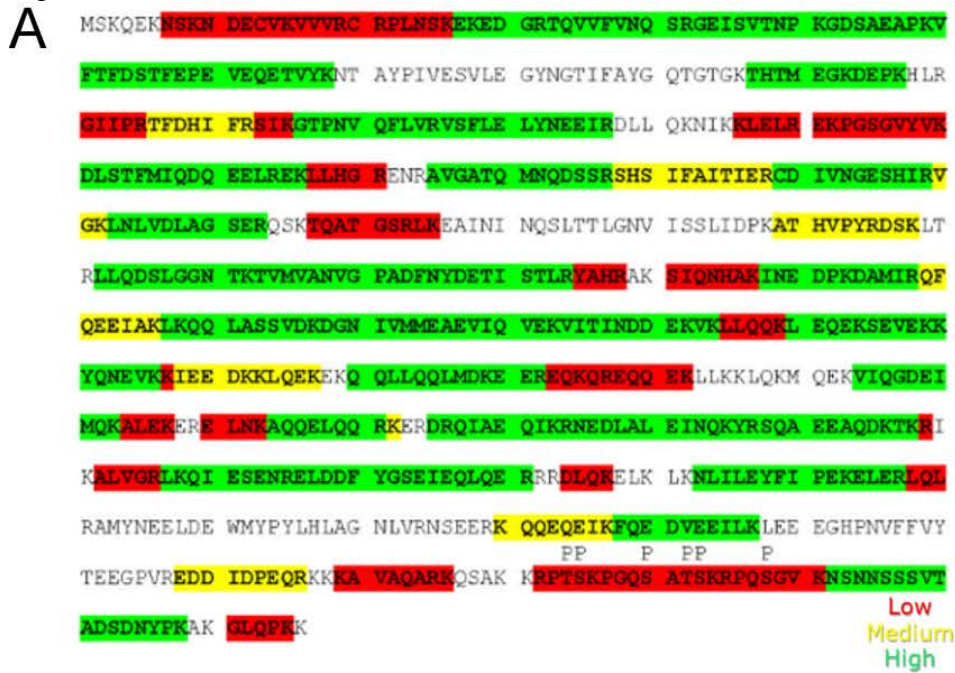 A
MSKQEKNSKN DECVKVVVRC RPLNSKEKED GRTQVVFVNQ SRGEISVTNP KGDSAEAPKV
FTFDSTFEPE VEQETVYKNT AYPIVESVLE GYNGTIFAYG QTGTGKTHTM EGKDEPKHLR
GIIPRTFDHI FRSIKGTPNV QFLVRVSFLE LYNEEIRDLL QKNIKKLELR EKPGSGVYVK
DLSTFMIQDQ EELREKLLHG RENRAVGATQ MNQDSSRSHS IFAITIERCD IVNGESHIRV
GKLNLVDLAG SERQSKTQAT GSRLKEAINI NQSLTTLGNV ISSLIDPKAT HVPYRDSKLT
RLLQDSLGGN TKTVMVANVG PADFNYDETI STLRYAHRAK SIQNHAKINE DPKDAMIRQF
QEEIAKLKQQ LASSVDKDGN IVMMEAEVIQ VEKVITINDD EKVKLLQQKL EQEKSEVEKK
YQNEVKKIEE DKKLQEKEKQ QLLQQLMDKE EREQKQREQQ EKLLKKLQKM QEKVIQGDEI
MQKALEKERE ELNKAQQELQQ RKERDRQIAE QIKRNEDLAL EINQKYRSQA EEAQDKTKRI
KALVGRLKQI ESENRELDDF YGSEIEQLQE RRRDLQKELK LKNLILEYFI PEKELERLQL
RAMYNEELDE WMYPYLHLAG NLVRNSEERK QQEQEIKFQE DVEEILKLEE EGHPNVFFVY
PP P PP P
TEEGPVREDD IDPEQRKKKA VAQARKQSAK KRPTSKPGQS ATSKRPQSGV KNSNNSSSVT
ADSDNYPKAK GLQPKK
Low
Medium
High